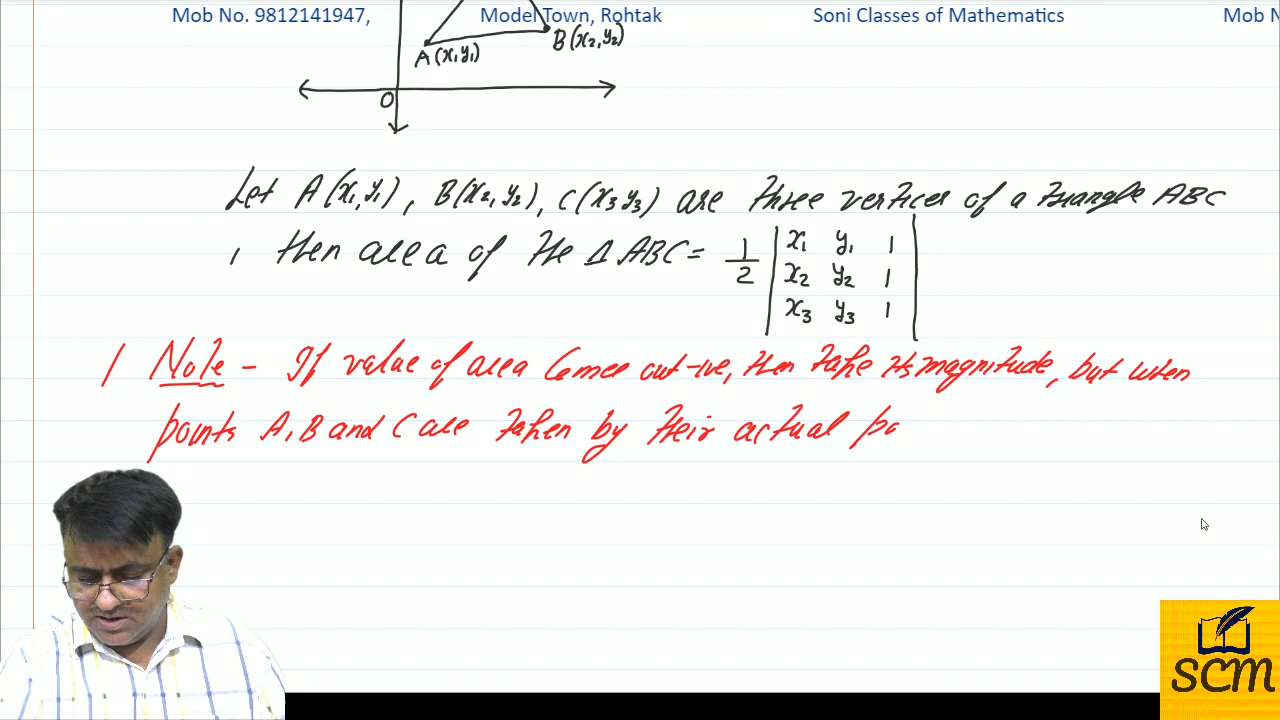 Mob No. 9812141947, Model Town, Rohtak Soni Classes of Mathematics Mob N
A(x₁,y₁) B(x₂,y₂)
O
Let A(x₁,y₁), B(x₂,y₂), C(x₃ y₃) are three vertices of a triangle ABC
, then area of the Δ ABC = 1/2 | x₁ y₁ 1 |
| x₂ y₂ 1 |
| x₃ y₃ 1 |
1 Note - If value of area comes out -ive, then take its magnitude, but when
points A, B and C are taken by their actual po
SCM